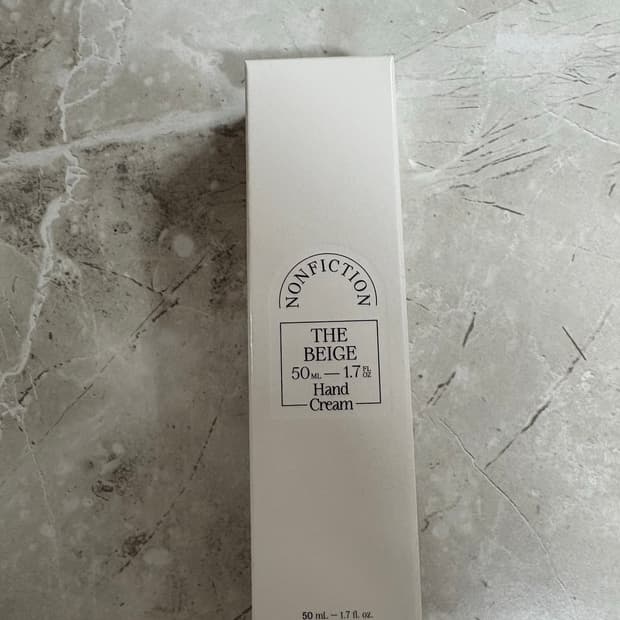 NONFICTION
THE
BEIGE
50 ML — 1.7 FL OZ
Hand
Cream
50 mL – 1.7 fl. oz.